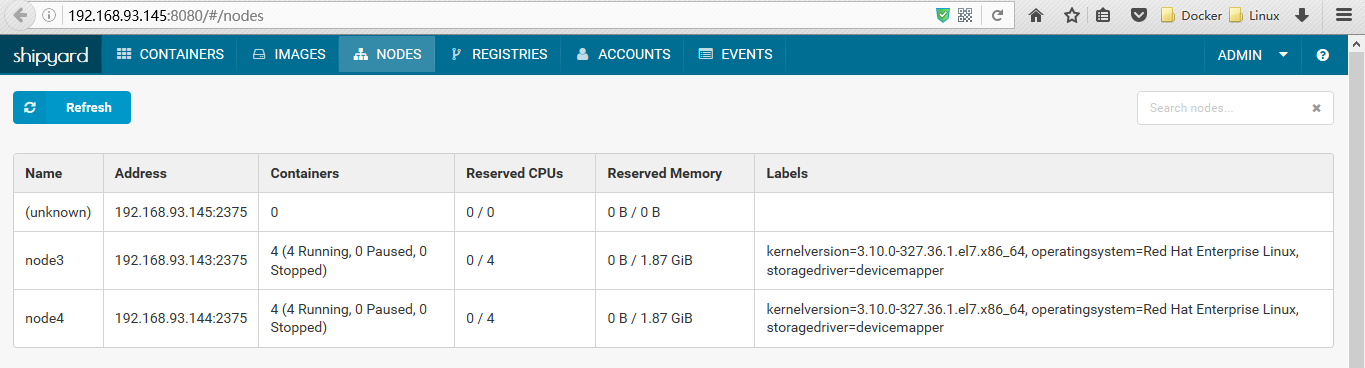 192.168.93.145:8080/#/nodes
Docker Linux
shipyard CONTAINERS IMAGES NODES REGISTRIES ACCOUNTS EVENTS ADMIN
Refresh Search nodes...
Name Address Containers Reserved CPUs Reserved Memory Labels
(unknown) 192.168.93.145:2375 0 0 / 0 0 B / 0 B
node3 192.168.93.143:2375 4 (4 Running, 0 Paused, 0 Stopped) 0 / 4 0 B / 1.87 GiB kernelversion=3.10.0-327.36.1.el7.x86_64, operatingsystem=Red Hat Enterprise Linux, storagedriver=devicemapper
node4 192.168.93.144:2375 4 (4 Running, 0 Paused, 0 Stopped) 0 / 4 0 B / 1.87 GiB kernelversion=3.10.0-327.36.1.el7.x86_64, operatingsystem=Red Hat Enterprise Linux, storagedriver=devicemapper